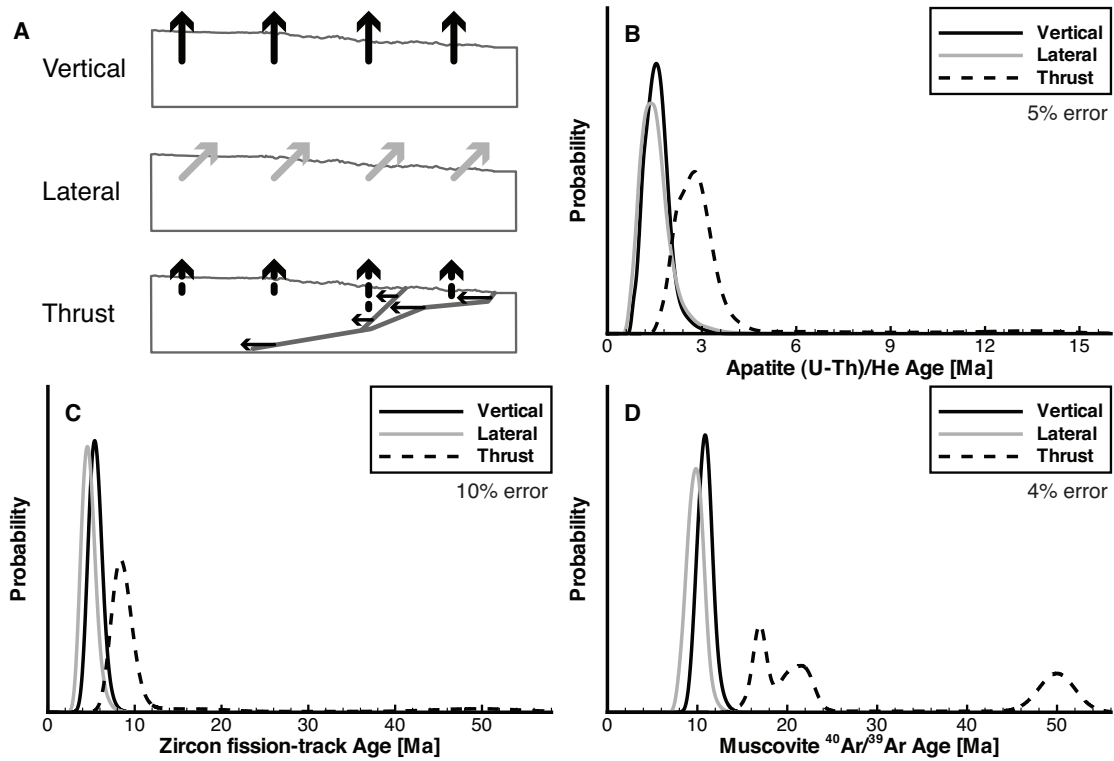 A
Vertical
Lateral
Thrust
B
Vertical
Lateral
Thrust
5% error
Probability
0 3 6 9 12 15
Apatite (U-Th)/He Age [Ma]
C
Vertical
Lateral
Thrust
10% error
Probability
0 10 20 30 40 50
Zircon fission-track Age [Ma]
D
Vertical
Lateral
Thrust
4% error
Probability
0 10 20 30 40 50
Muscovite ⁴⁰Ar/³⁹Ar Age [Ma]